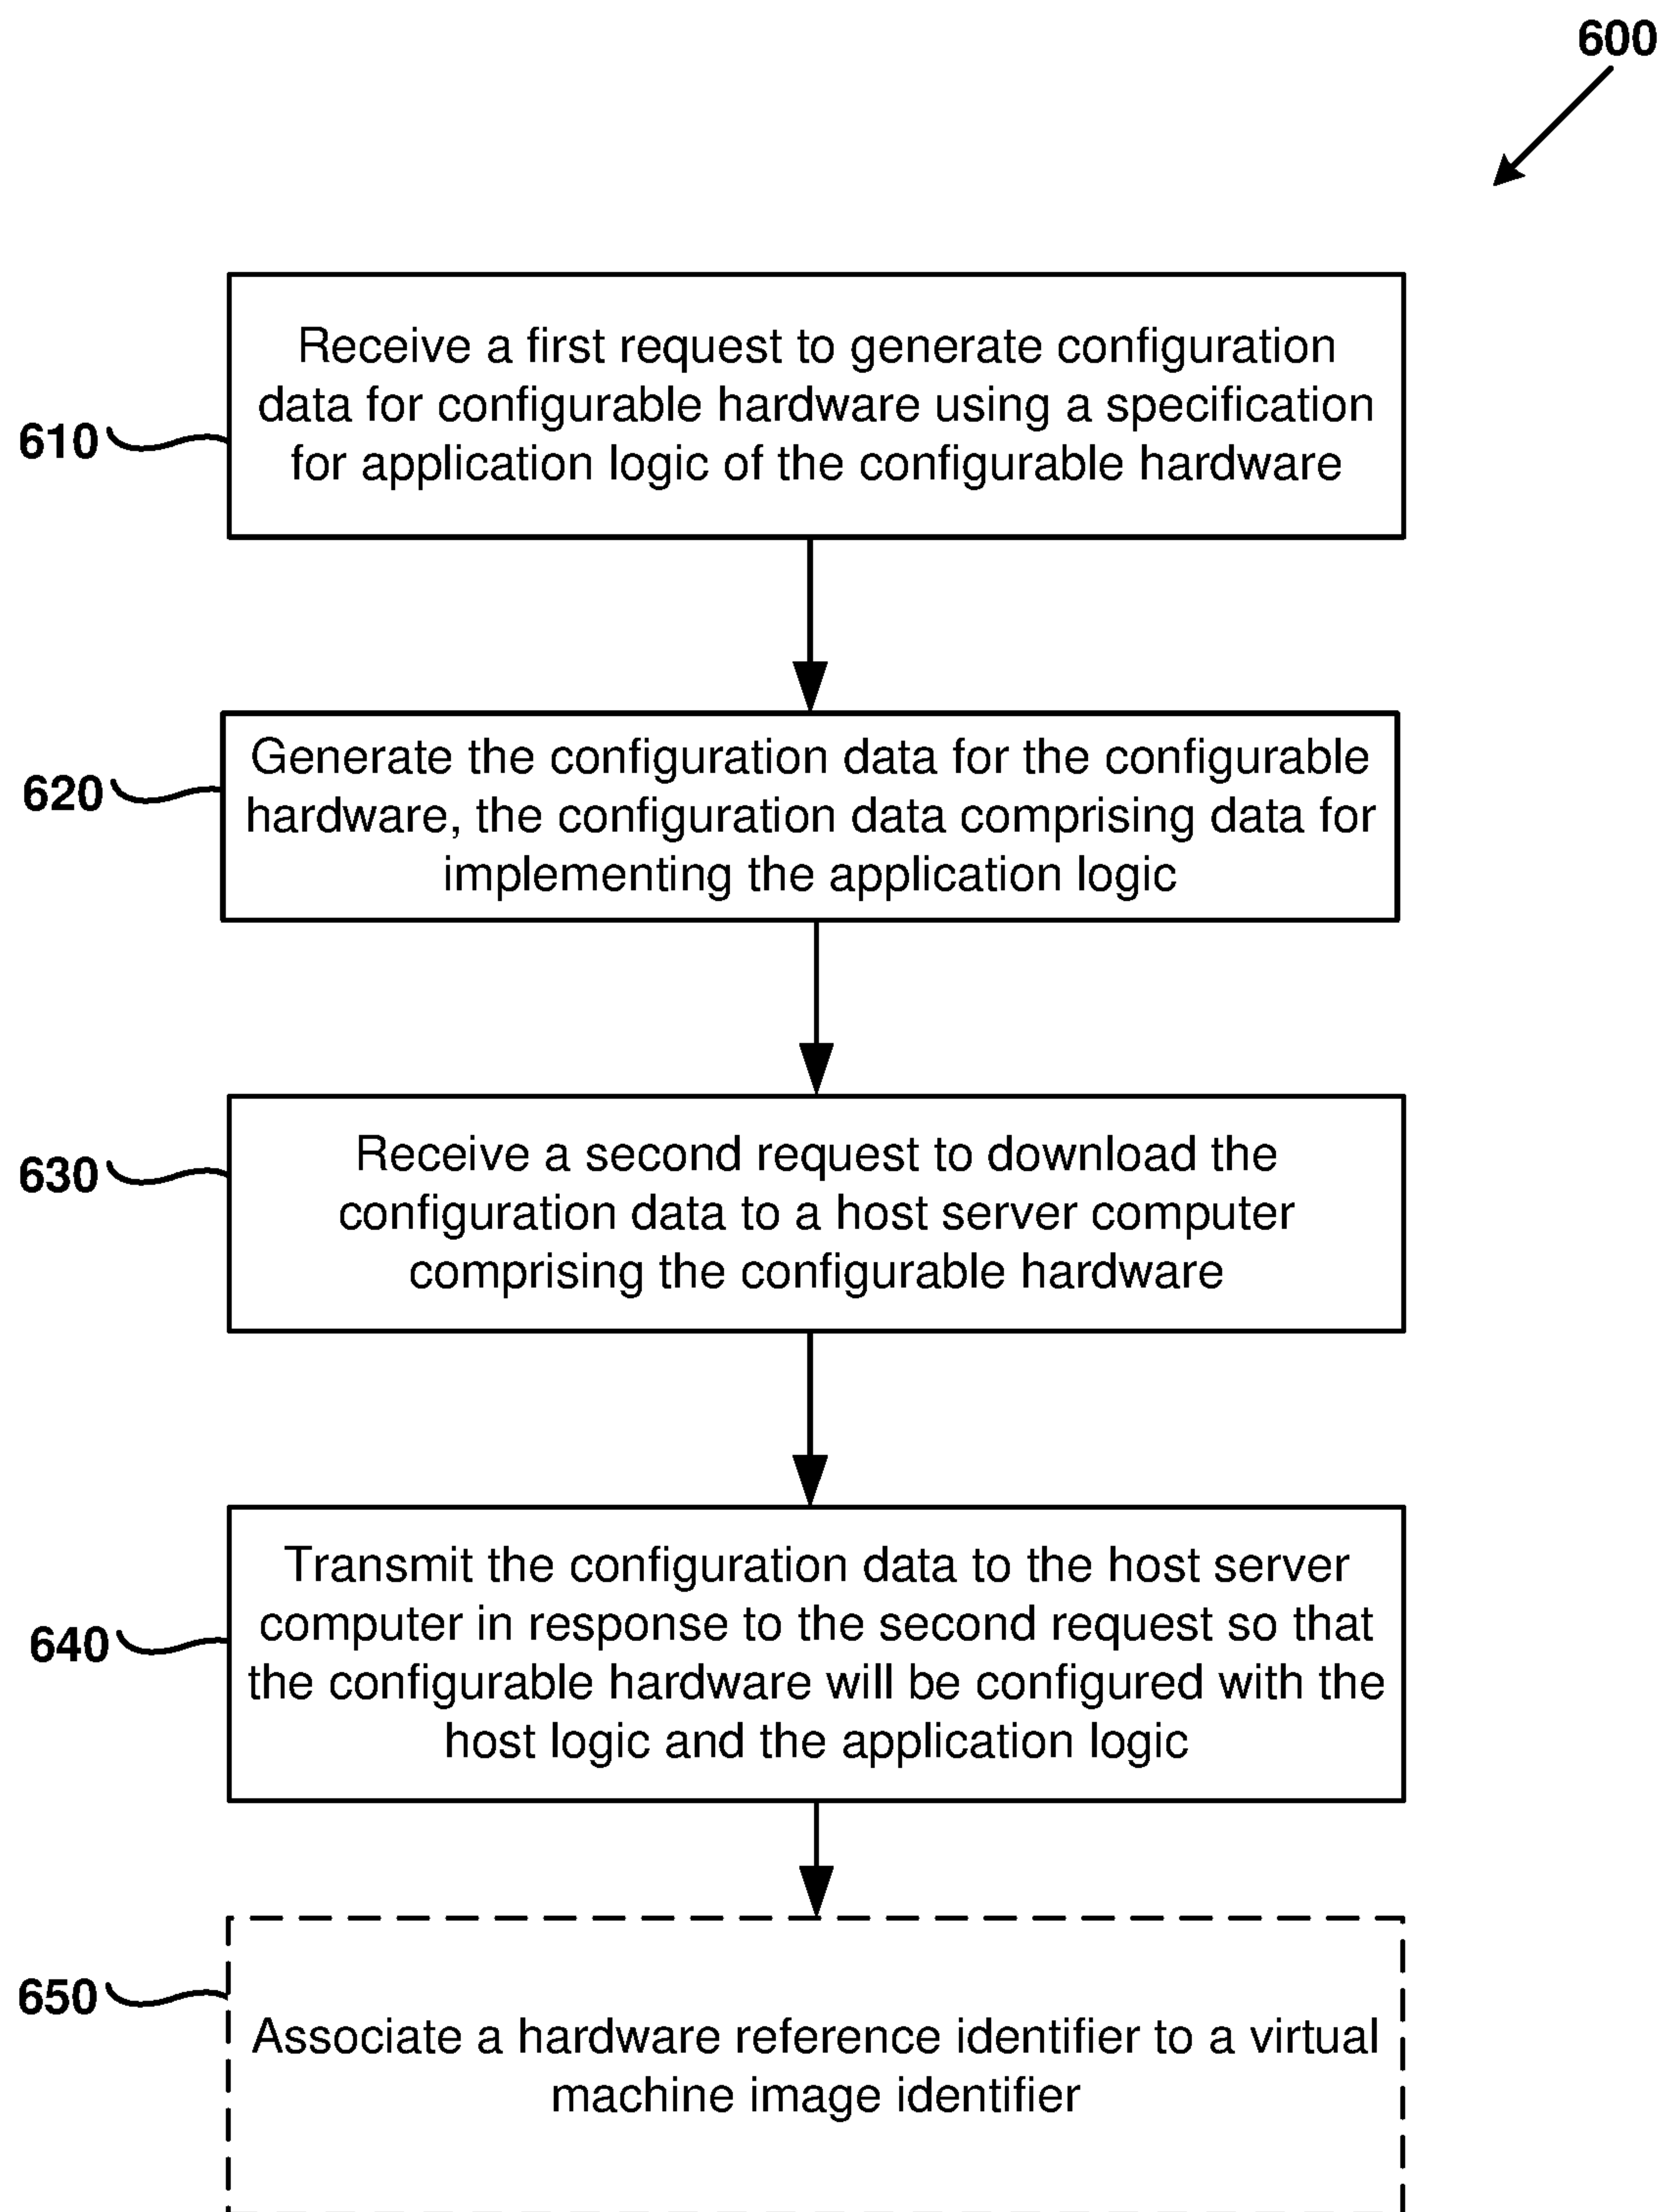 600
Receive a first request to generate configuration
data for configurable hardware using a specification
for application logic of the configurable hardware
610
Generate the configuration data for the configurable
hardware, the configuration data comprising data for
implementing the application logic
620
Receive a second request to download the
configuration data to a host server computer
comprising the configurable hardware
630
Transmit the configuration data to the host server
computer in response to the second request so that
the configurable hardware will be configured with the
host logic and the application logic
640
Associate a hardware reference identifier to a virtual
machine image identifier
650